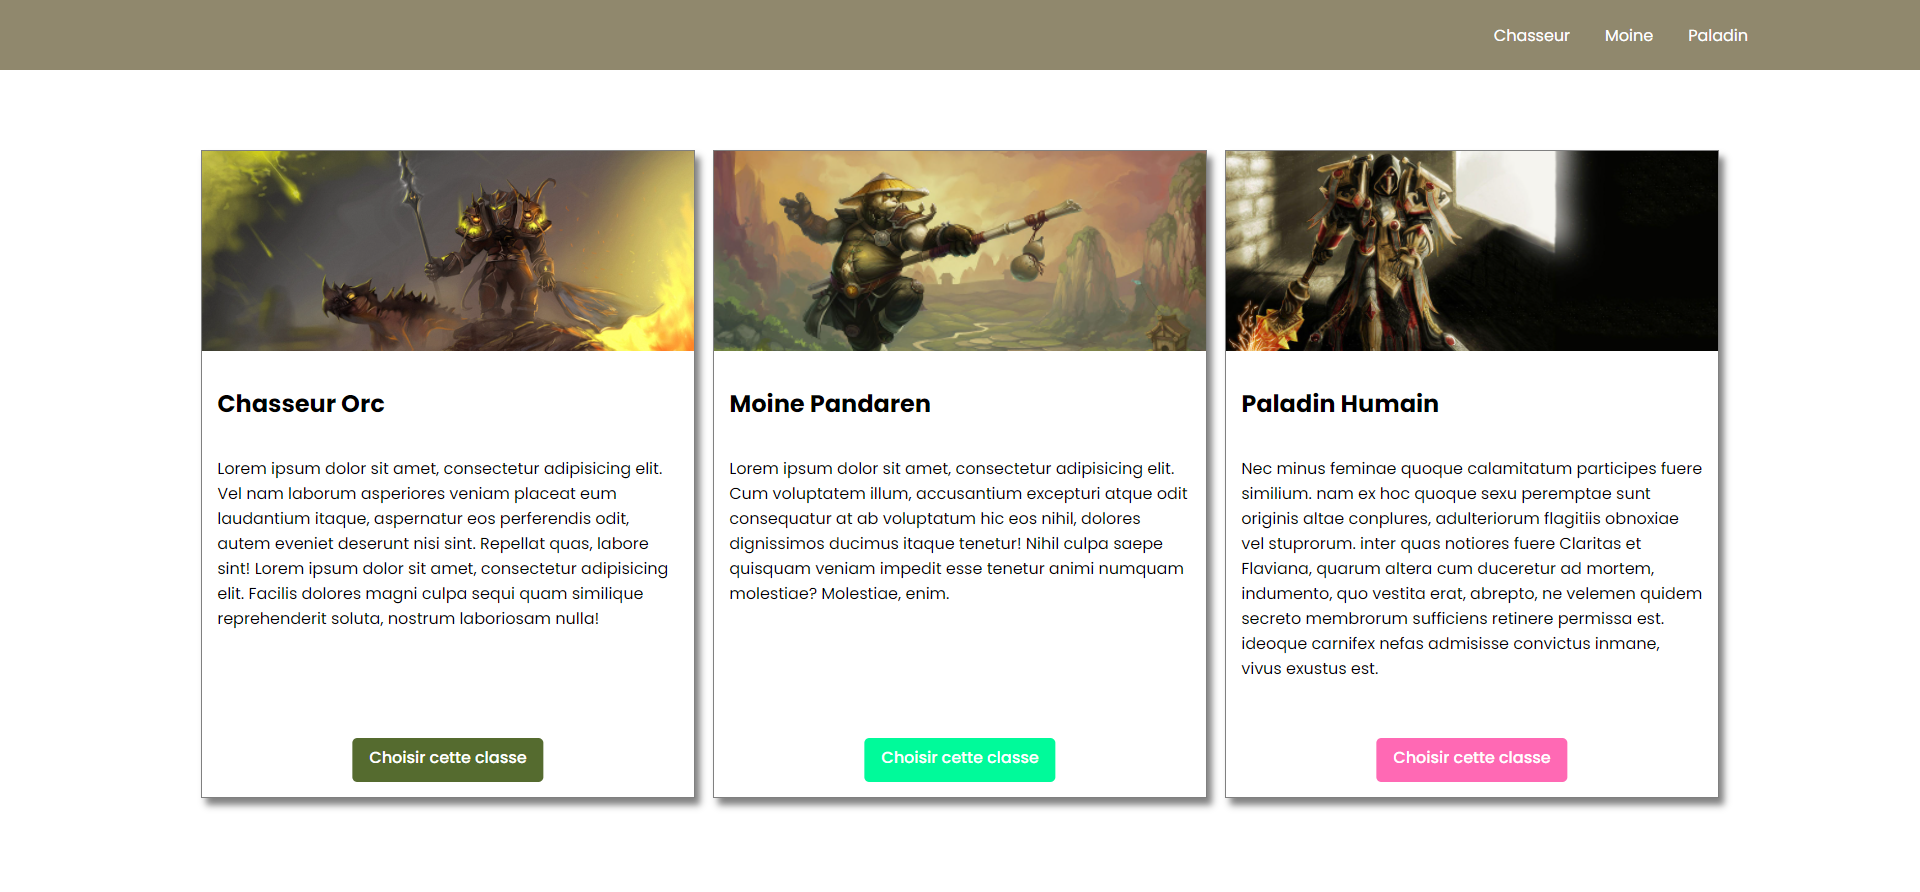 Chasseur Moine Paladin
Chasseur Orc
Lorem ipsum dolor sit amet, consectetur adipisicing elit.
Vel nam laborum asperiores veniam placeat eum
laudantium itaque, aspernatur eos perferendis odit,
autem eveniet deserunt nisi sint. Repellat quas, labore
sint! Lorem ipsum dolor sit amet, consectetur adipisicing
elit. Facilis dolores magni culpa sequi quam similique
reprehenderit soluta, nostrum laboriosam nulla!
Choisir cette classe
Moine Pandaren
Lorem ipsum dolor sit amet, consectetur adipisicing elit.
Cum voluptatem illum, accusantium excepturi atque odit
consequatur at ab voluptatum hic eos nihil, dolores
dignissimos ducimus itaque tenetur! Nihil culpa saepe
quisquam veniam impedit esse tenetur animi numquam
molestiae? Molestiae, enim.
Choisir cette classe
Paladin Humain
Nec minus feminae quoque calamitatum participes fuere
similium. nam ex hoc quoque sexu peremptae sunt
originis altae conplures, adulteriorum flagitiis obnoxiae
vel stuprorum. inter quas notiores fuere Claritas et
Flaviana, quarum altera cum duceretur ad mortem,
indumento, quo vestita erat, abrepto, ne velemen quidem
secreto membrorum sufficiens retinere permissa est.
ideoque carnifex nefas admisisse convictus inmane,
vivus exustus est.
Choisir cette classe